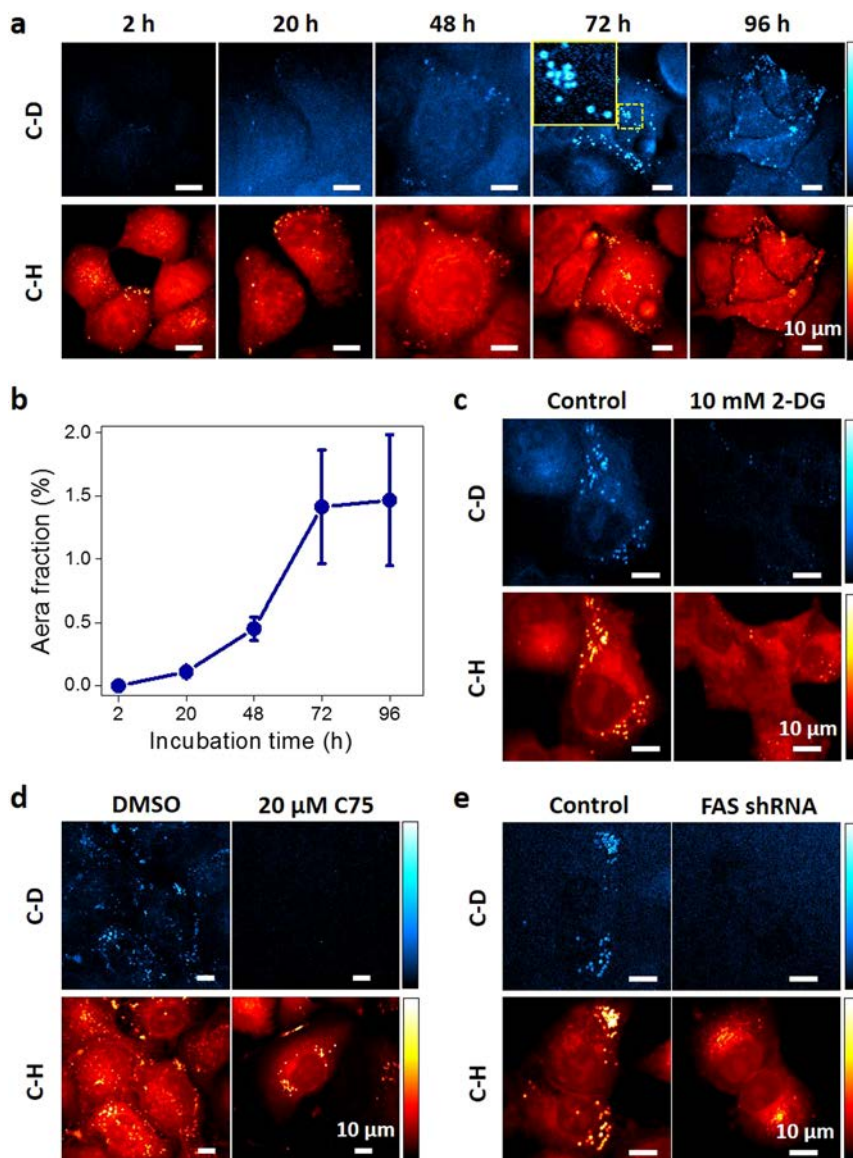 a
2 h 20 h 48 h 72 h 96 h
C-D
C-H
10 µm
b
2.0
1.5
1.0
0.5
0.0
Aera fraction (%)
2 20 48 72 96
Incubation time (h)
c
Control 10 mM 2-DG
C-D
C-H
10 µm
d
DMSO 20 µM C75
C-D
C-H
10 µm
e
Control FAS shRNA
C-D
C-H
10 µm